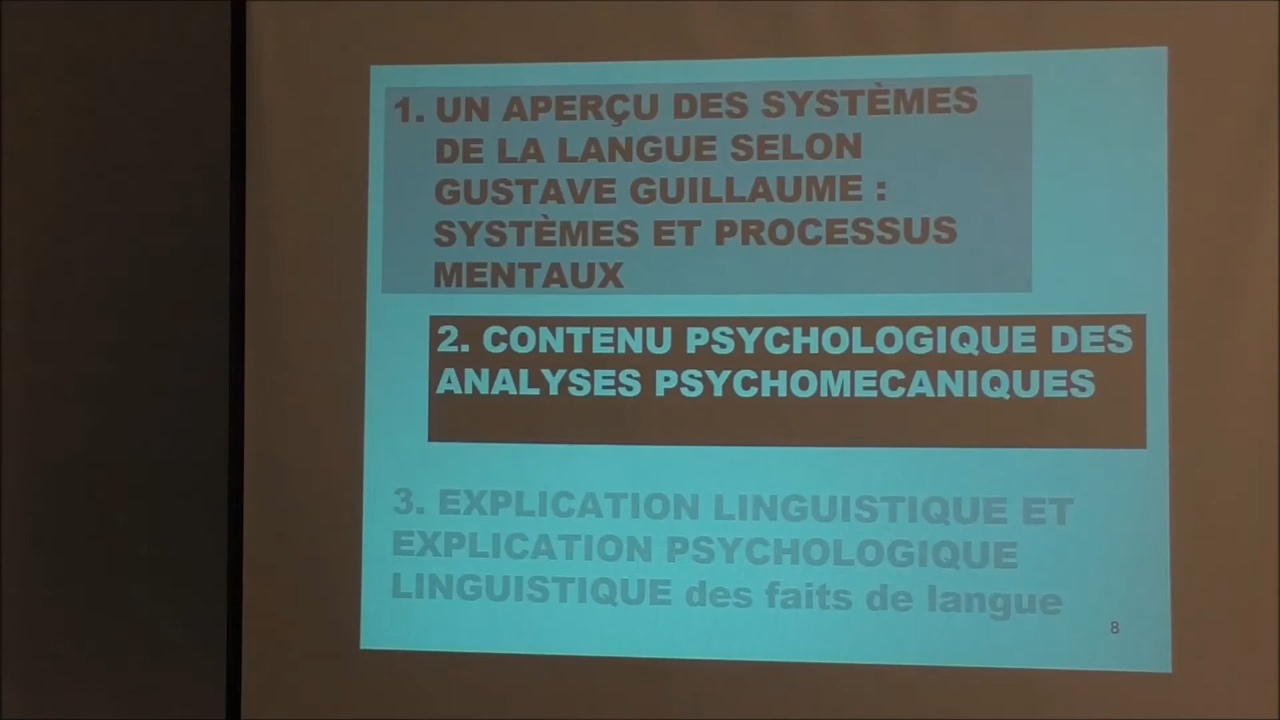 1. UN APERÇU DES SYSTÈMES
DE LA LANGUE SELON
GUSTAVE GUILLAUME :
SYSTÈMES ET PROCESSUS
MENTAUX
2. CONTENU PSYCHOLOGIQUE DES
ANALYSES PSYCHOMECANIQUES
3. EXPLICATION LINGUISTIQUE ET
EXPLICATION PSYCHOLOGIQUE
LINGUISTIQUE des faits de langue
8